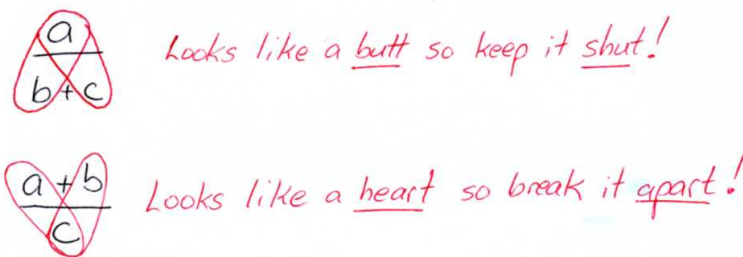 a
b + c
Looks like a butt so keep it shut!
a + b
c
Looks like a heart so break it apart!